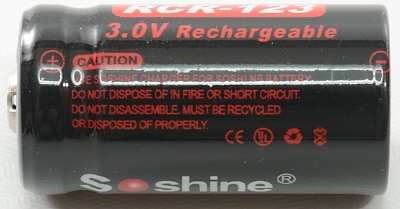 RCR-123
3.0V Rechargeable
CAUTION
USE SOSHINE CHARGER FOR SOSHINE BATTERY.
DO NOT DISPOSE OF IN FIRE OR SHORT CIRCUIT.
DO NOT DISASSEMBLE. MUST BE RECYCLED
OR DISPOSED OF PROPERLY.
CE
Soshine®